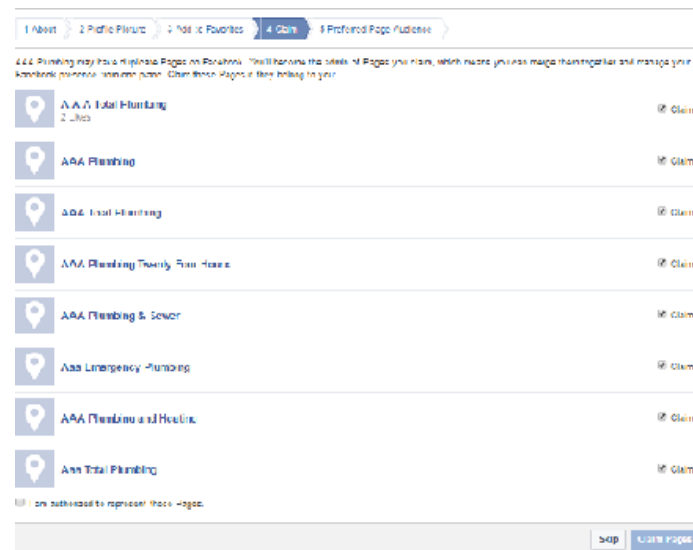 1 About 2 Profile Picture 3 Add to Favorites 4 Claim 5 Preferred Page Audience
AAA Plumbing may have duplicate Pages on Facebook. You'll become the admin of Pages you claim, which means you can merge them together and manage your
Facebook presence from one place. Claim these Pages if they belong to you.
A A A Total Plumbing
2 Likes
Claim
AAA Plumbing
Claim
AAA Total Plumbing
Claim
AAA Plumbing Twenty Four Hours
Claim
AAA Plumbing & Sewer
Claim
Aaa Emergency Plumbing
Claim
AAA Plumbing and Heating
Claim
Aaa Total Plumbing
Claim
I am authorized to represent these Pages.
Skip Claim Pages